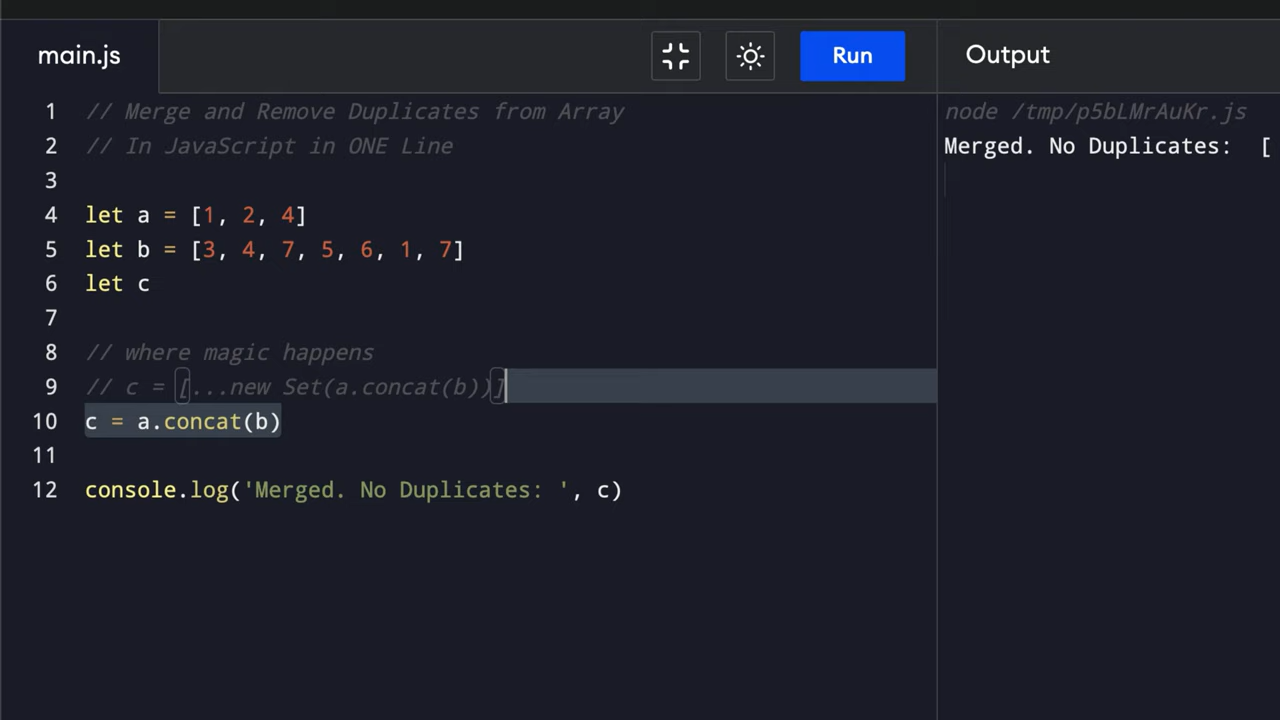 main.js
Run
Output
1 // Merge and Remove Duplicates from Array
2 // In JavaScript in ONE Line
3
4 let a = [1, 2, 4]
5 let b = [3, 4, 7, 5, 6, 1, 7]
6 let c
7
8 // where magic happens
9 // c = [...new Set(a.concat(b))]
10 c = a.concat(b)
11
12 console.log('Merged. No Duplicates: ', c)
node /tmp/p5bLMrAuKr.js
Merged. No Duplicates:  [